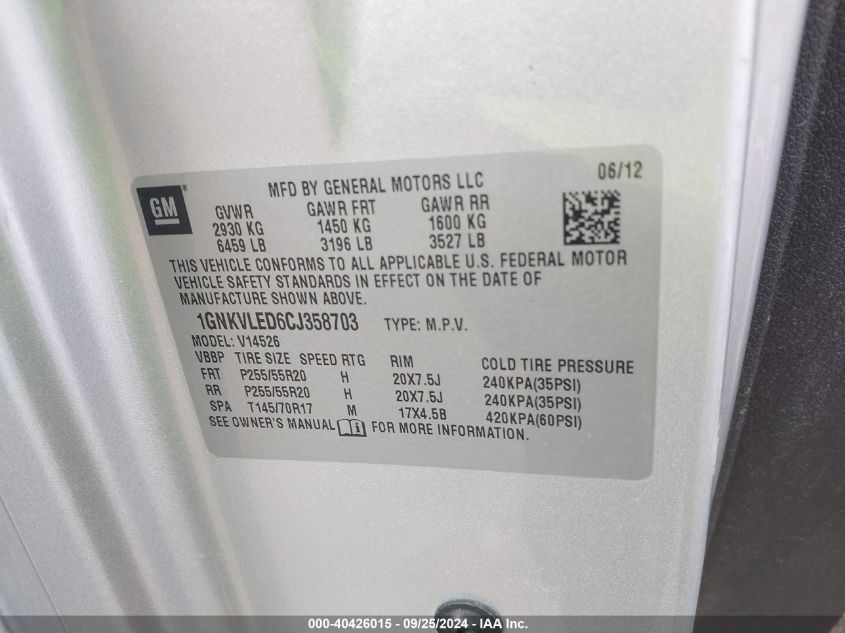 06/12
GM
MFD BY GENERAL MOTORS LLC
GVWR GAWR FRT GAWR RR
2930 KG 1450 KG 1600 KG
6459 LB 3196 LB 3527 LB
THIS VEHICLE CONFORMS TO ALL APPLICABLE U.S. FEDERAL MOTOR
VEHICLE SAFETY STANDARDS IN EFFECT ON THE DATE OF
MANUFACTURE SHOWN ABOVE.
1GNKVLED6CJ358703 TYPE: M.P.V.
MODEL: V14526
VBBP TIRE SIZE SPEED RTG RIM COLD TIRE PRESSURE
FRT P255/55R20 H 20X7.5J 240KPA(35PSI)
RR P255/55R20 H 20X7.5J 240KPA(35PSI)
SPA T145/70R17 M 17X4.5B 420KPA(60PSI)
SEE OWNER'S MANUAL FOR MORE INFORMATION.
000-40426015 - 09/25/2024 - IAA Inc.